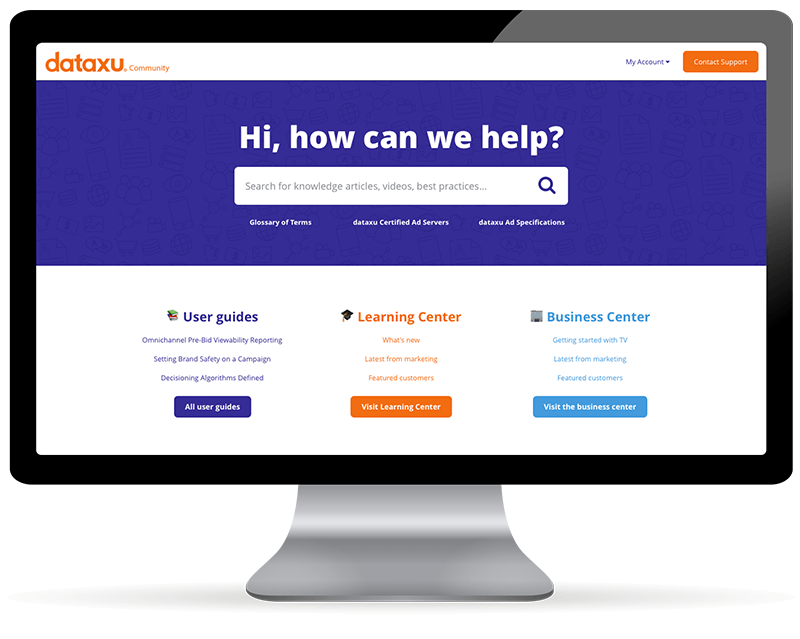 dataxu. Community
My Account
Contact Support
Hi, how can we help?
Search for knowledge articles, videos, best practices...
Glossary of Terms
dataxu Certified Ad Servers
dataxu Ad Specifications
User guides
Omnichannel Pre-Bid Viewability Reporting
Setting Brand Safety on a Campaign
Decisioning Algorithms Defined
All user guides
Learning Center
What's new
Latest from marketing
Featured customers
Visit Learning Center
Business Center
Getting started with TV
Latest from marketing
Featured customers
Visit the business center